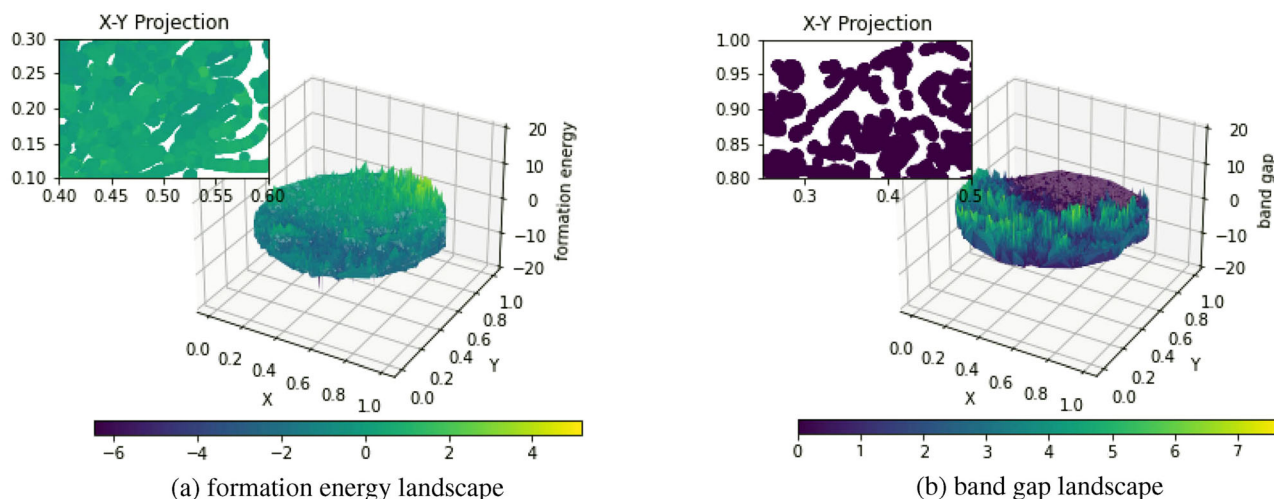 X-Y Projection
0.30
0.25
0.20
0.15
0.10
0.40 0.45 0.50 0.55 0.60
20
10
0
−10
−20
formation energy
0.0 0.2 0.4 0.6 0.8 1.0
X
0.0 0.2 0.4 0.6 0.8 1.0
Y
−6 −4 −2 0 2 4
(a) formation energy landscape
X-Y Projection
1.00
0.95
0.90
0.85
0.80
0.3 0.4 0.5
20
10
0
−10
−20
band gap
0.0 0.2 0.4 0.6 0.8 1.0
X
0.0 0.2 0.4 0.6 0.8 1.0
Y
0 1 2 3 4 5 6 7
(b) band gap landscape